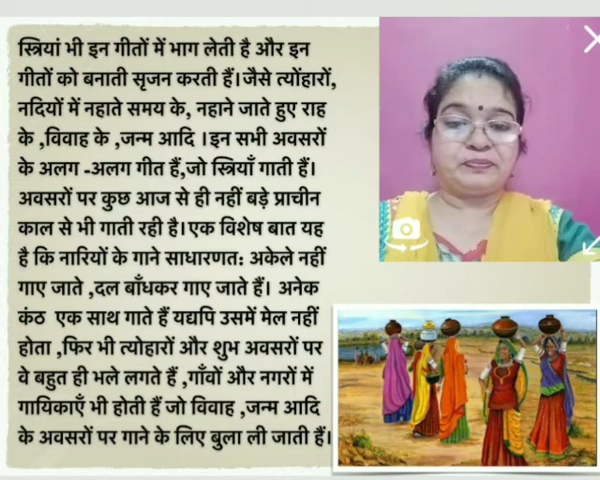 स्त्रियां भी इन गीतों में भाग लेती है और इन
गीतों को बनाती सृजन करती हैं।जैसे त्योंहारों,
नदियों में नहाते समय के, नहाने जाते हुए राह
के ,विवाह के ,जन्म आदि ।इन सभी अवसरों
के अलग -अलग गीत हैं,जो स्त्रियाँ गाती हैं।
अवसरों पर कुछ आज से ही नहीं बड़े प्राचीन
काल से भी गाती रही है।एक विशेष बात यह
है कि नारियों के गाने साधारणत: अकेले नहीं
गाए जाते ,दल बाँधकर गाए जाते हैं। अनेक
कंठ एक साथ गाते हैं यद्यपि उसमें मेल नहीं
होता ,फिर भी त्योहारों और शुभ अवसरों पर
वे बहुत ही भले लगते हैं ,गाँवों और नगरों में
गायिकाएँ भी होती हैं जो विवाह ,जन्म आदि
के अवसरों पर गाने के लिए बुला ली जाती हैं।